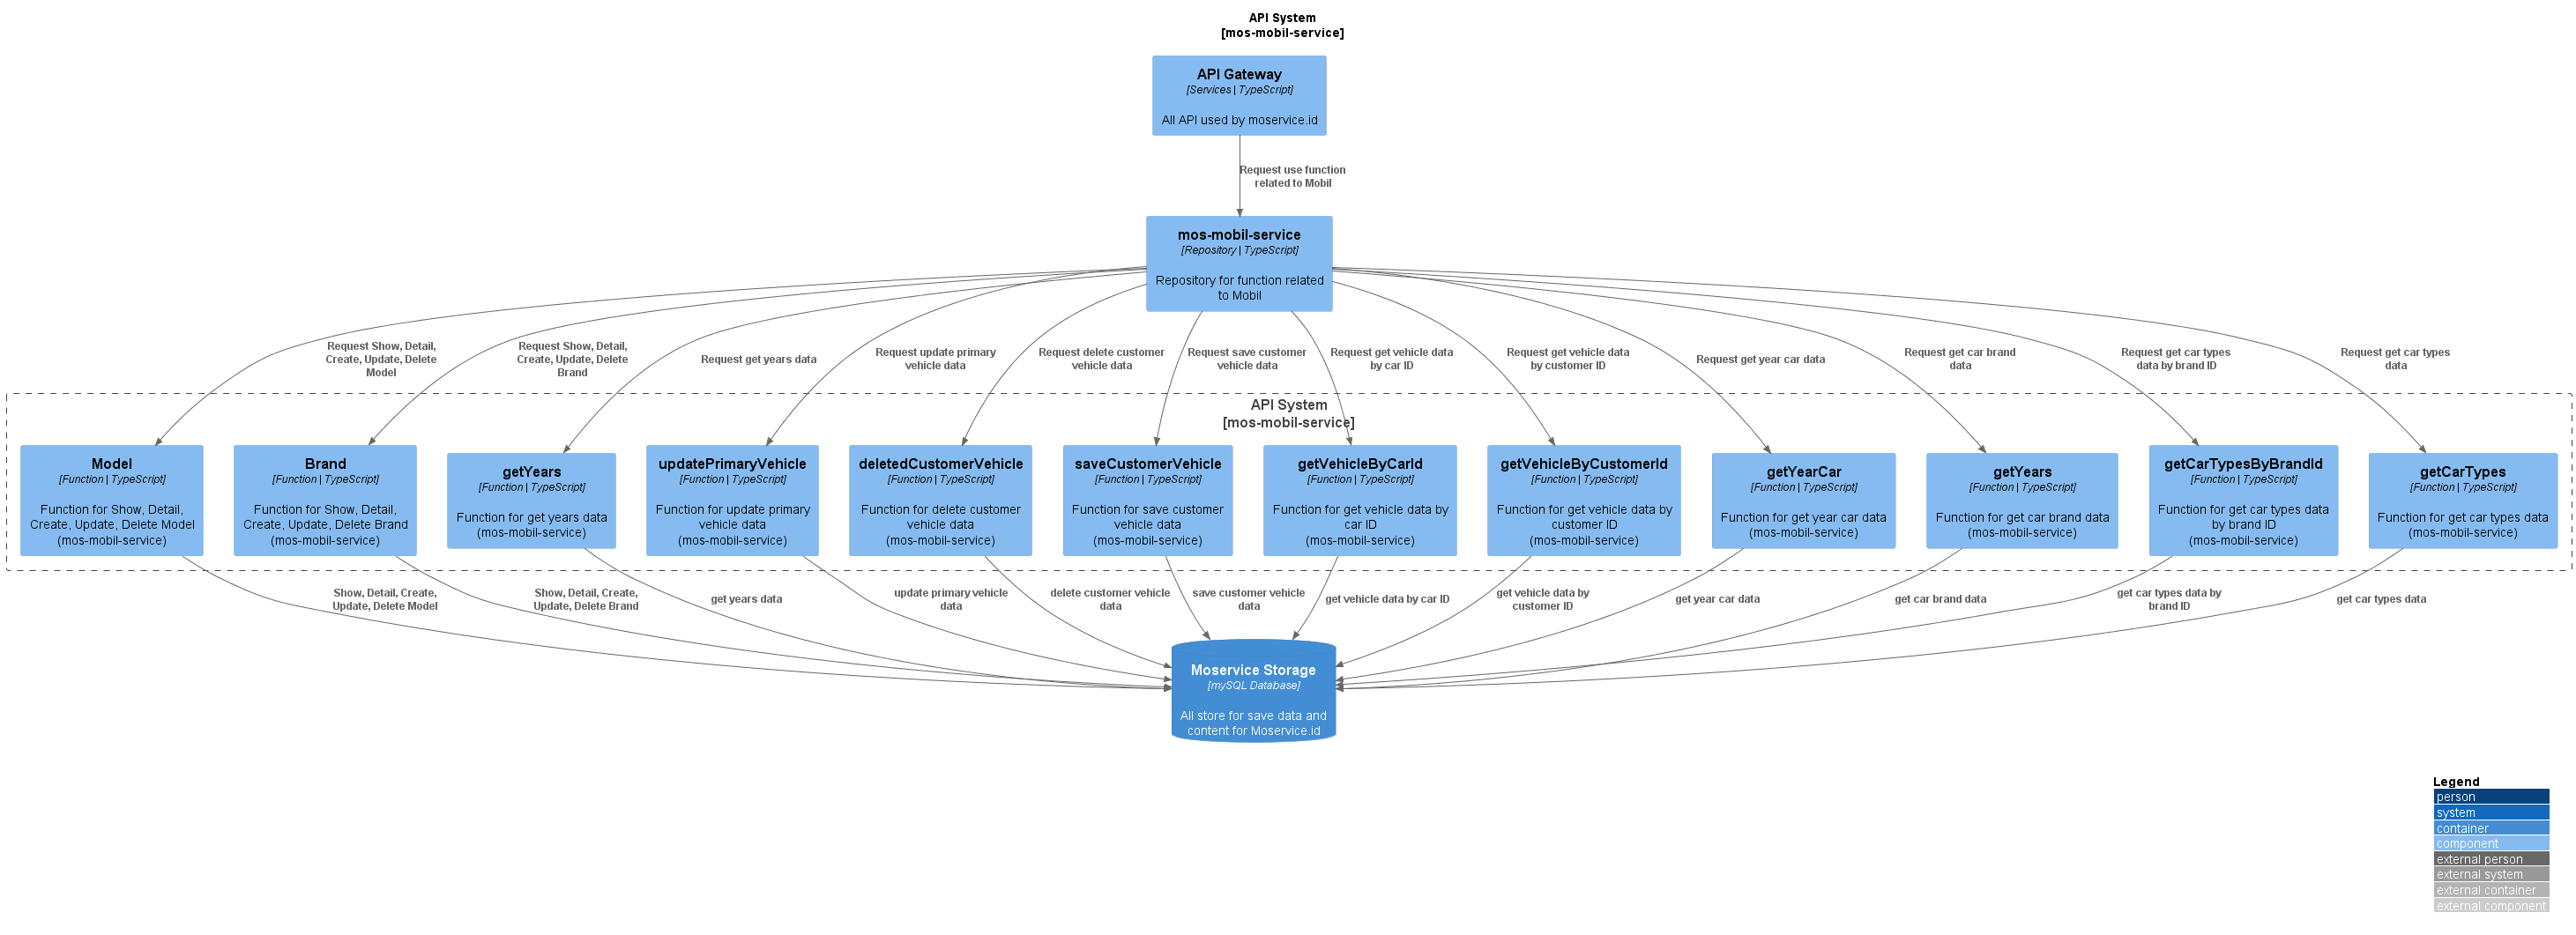 API System
[mos-mobil-service]
API Gateway
[Services | TypeScript]
All API used by moservice.id
Request use function
related to Mobil
mos-mobil-service
[Repository | TypeScript]
Repository for function related
to Mobil
Request Show, Detail,
Create, Update, Delete
Model
Request Show, Detail,
Create, Update, Delete
Brand
Request get years data
Request update primary
vehicle data
Request delete customer
vehicle data
Request save customer
vehicle data
Request get vehicle data
by car ID
Request get vehicle data
by customer ID
Request get year car data
Request get car brand
data
Request get car types
data by brand ID
Request get car types
data
API System
[mos-mobil-service]
Model
[Function | TypeScript]
Function for Show, Detail,
Create, Update, Delete Model
(mos-mobil-service)
Brand
[Function | TypeScript]
Function for Show, Detail,
Create, Update, Delete Brand
(mos-mobil-service)
getYears
[Function | TypeScript]
Function for get years data
(mos-mobil-service)
updatePrimaryVehicle
[Function | TypeScript]
Function for update primary
vehicle data
(mos-mobil-service)
deletedCustomerVehicle
[Function | TypeScript]
Function for delete customer
vehicle data
(mos-mobil-service)
saveCustomerVehicle
[Function | TypeScript]
Function for save customer
vehicle data
(mos-mobil-service)
getVehicleByCarId
[Function | TypeScript]
Function for get vehicle data by
car ID
(mos-mobil-service)
getVehicleByCustomerId
[Function | TypeScript]
Function for get vehicle data by
customer ID
(mos-mobil-service)
getYearCar
[Function | TypeScript]
Function for get year car data
(mos-mobil-service)
getYears
[Function | TypeScript]
Function for get car brand data
(mos-mobil-service)
getCarTypesByBrandId
[Function | TypeScript]
Function for get car types data
by brand ID
(mos-mobil-service)
getCarTypes
[Function | TypeScript]
Function for get car types data
(mos-mobil-service)
Show, Detail, Create,
Update, Delete Model
Show, Detail, Create,
Update, Delete Brand
get years data
update primary vehicle
data
delete customer vehicle
data
save customer vehicle
data
get vehicle data by car ID
get vehicle data by
customer ID
get year car data
get car brand data
get car types data by
brand ID
get car types data
Moservice Storage
[mySQL Database]
All store for save data and
content for Moservice.id
Legend
person
system
container
component
external person
external system
external container
external component